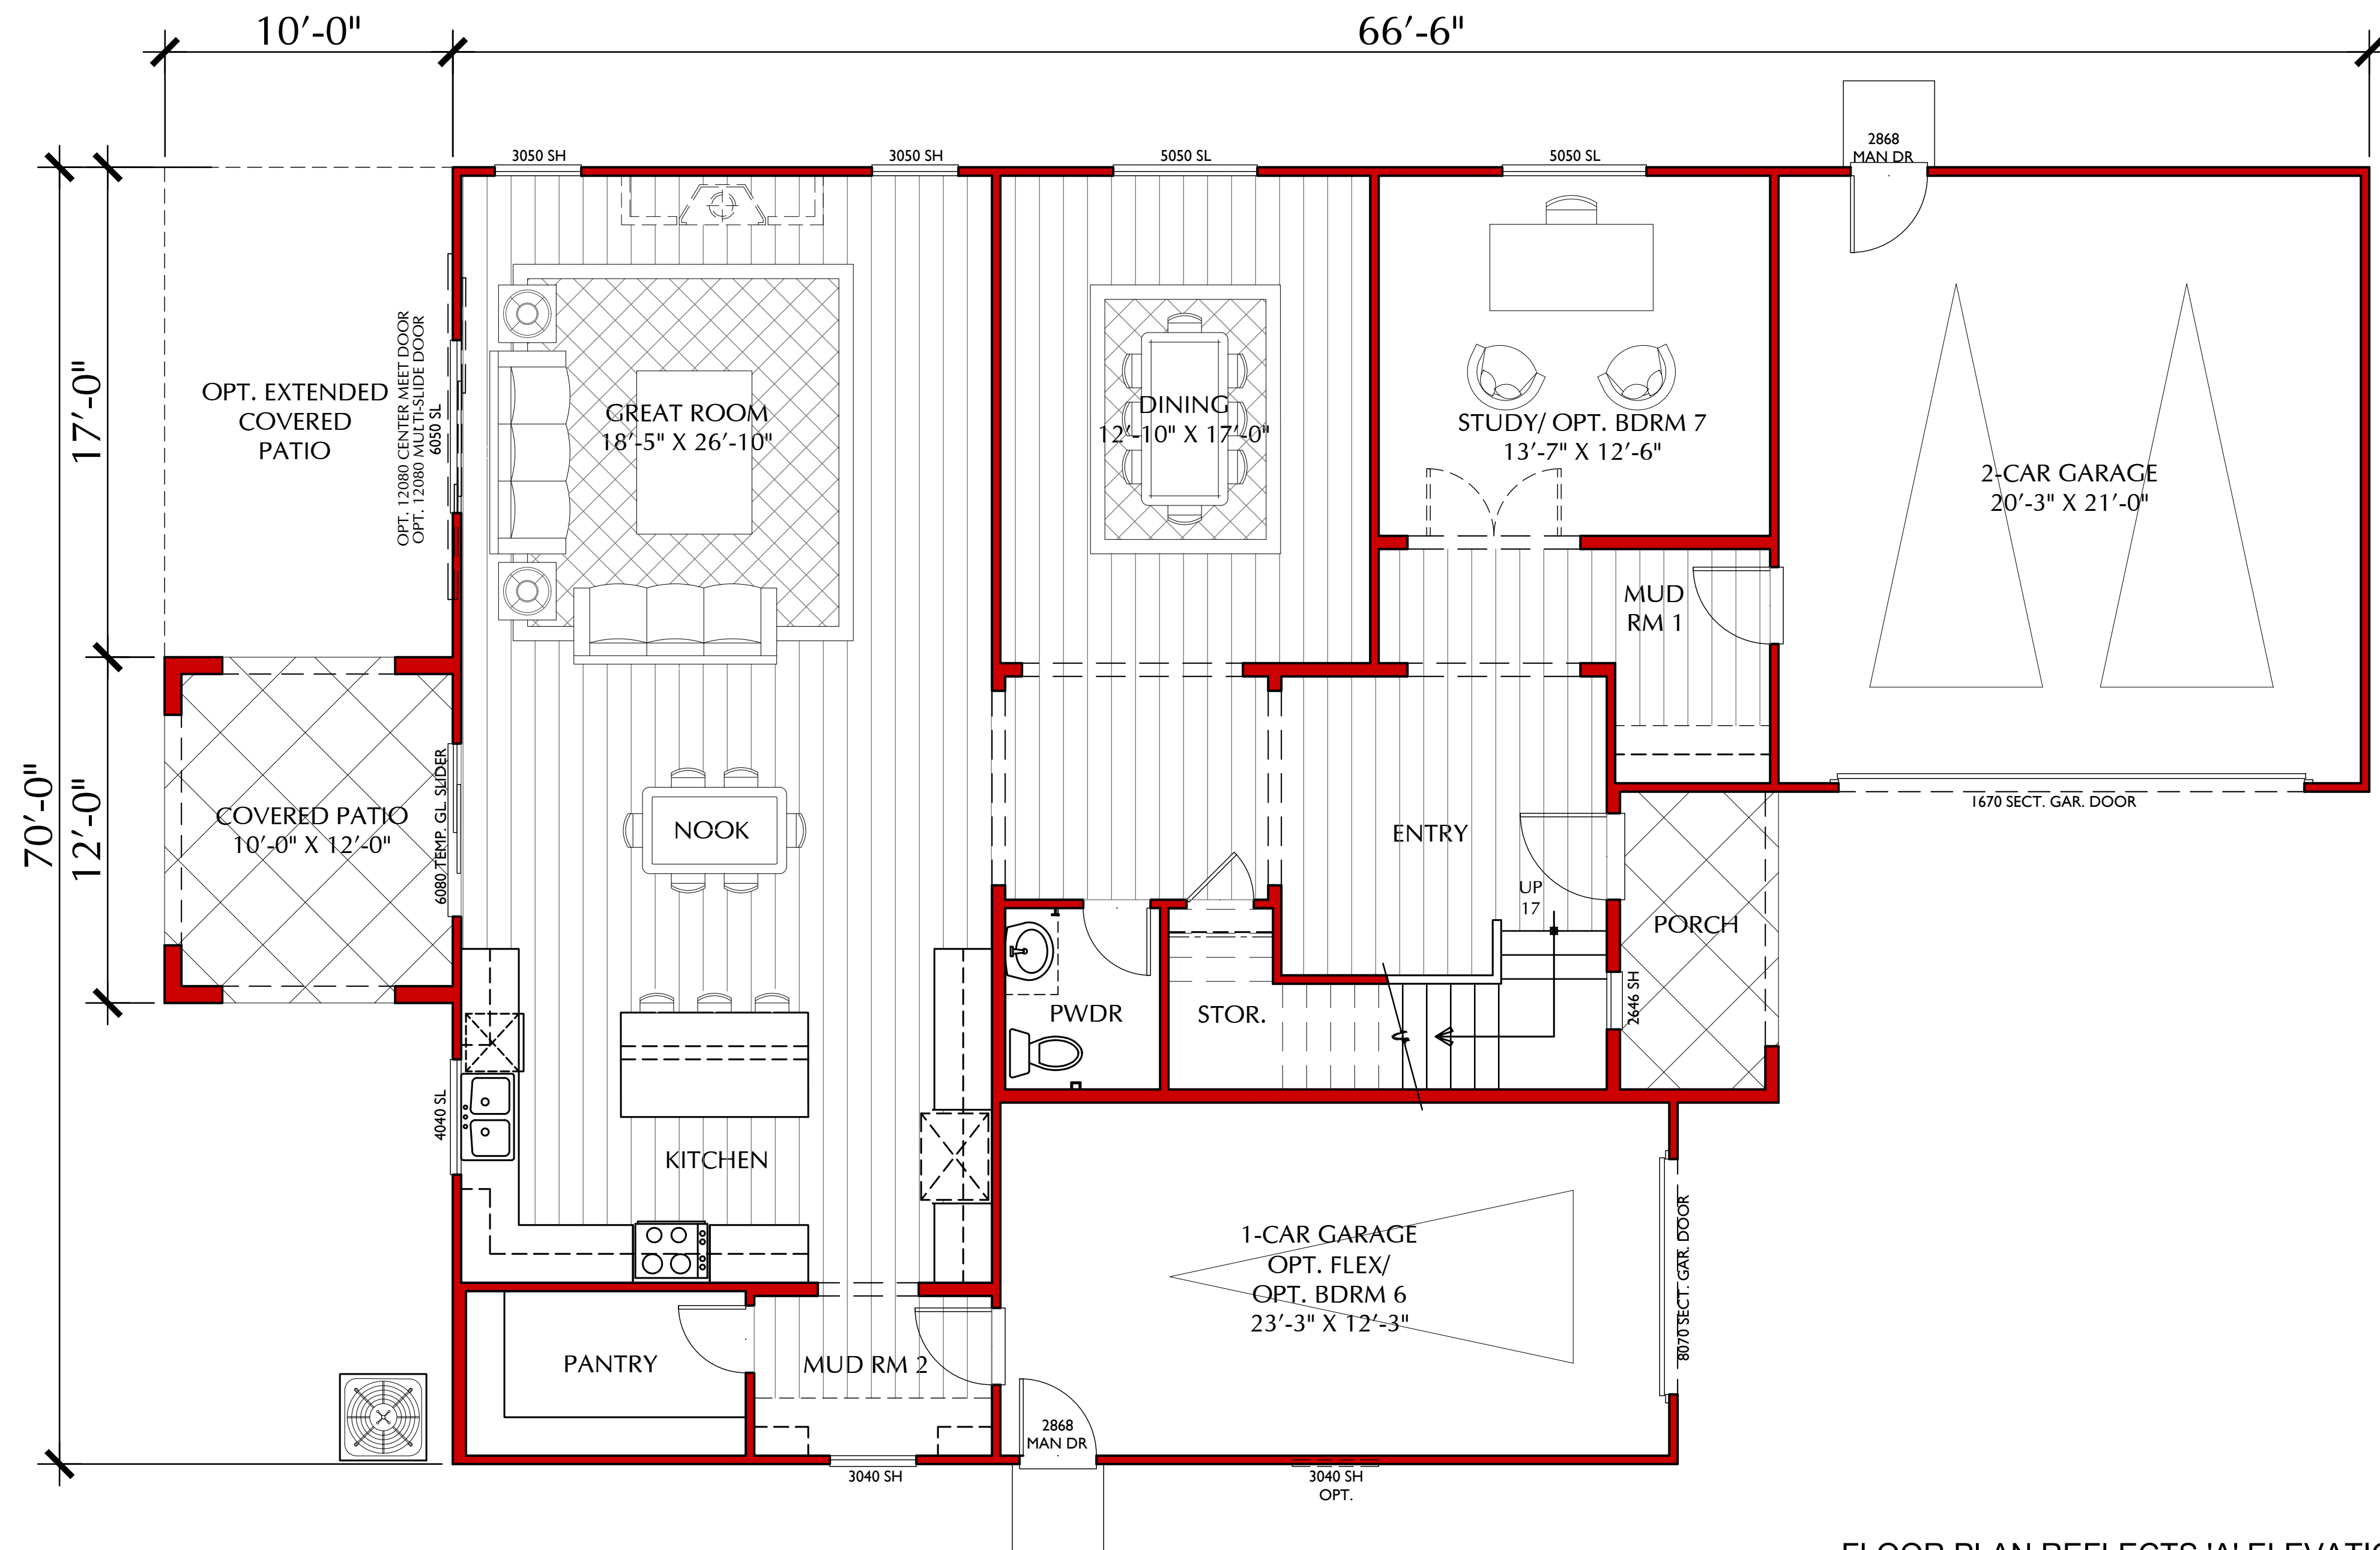 10'-0"
66'-6"
3050 SH
3050 SH
5050 SL
5050 SL
2868
MAN DR
17'-0"
12'-0"
70'-0"
OPT. EXTENDED
COVERED
PATIO
OPT. 12080 CENTER MEET DOOR
OPT. 12080 MULTI-SLIDE DOOR
6050 SL
GREAT ROOM
18'-5" X 26'-10"
DINING
12'-10" X 17'-0"
STUDY/ OPT. BDRM 7
13'-7" X 12'-6"
2-CAR GARAGE
20'-3" X 21'-0"
MUD
RM 1
1670 SECT. GAR. DOOR
COVERED PATIO
10'-0" X 12'-0"
6080 TEMP. GL. SLIDER
NOOK
ENTRY
UP
17
PORCH
2646 SH
PWDR
STOR.
4040 SL
KITCHEN
1-CAR GARAGE
OPT. FLEX/
OPT. BDRM 6
23'-3" X 12'-3"
8070 SECT. GAR. DOOR
PANTRY
MUD RM 2
2868
MAN DR
3040 SH
3040 SH
OPT.
FLOOR PLAN REFLECTS 'A'